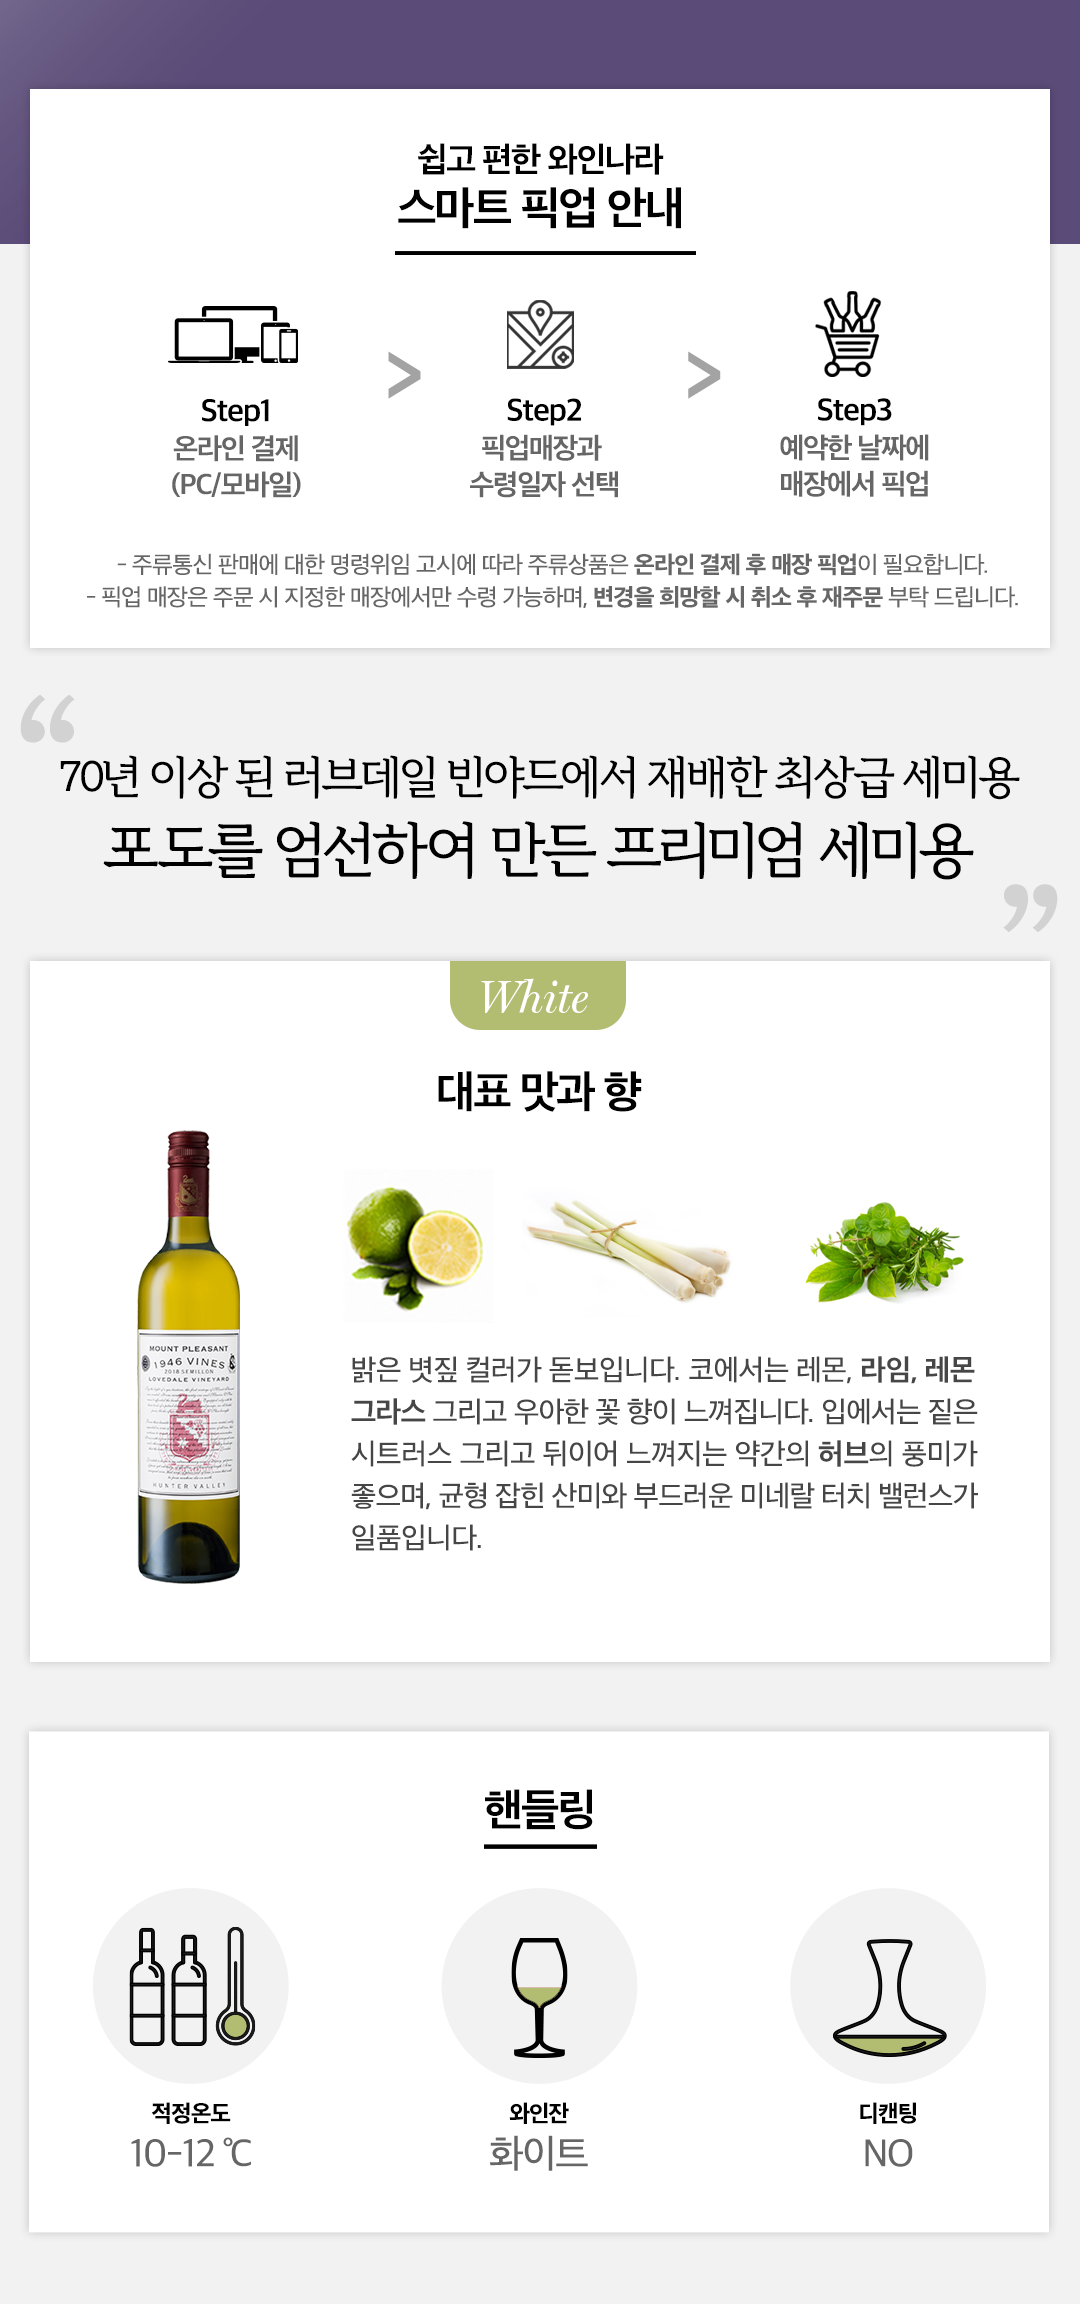 쉽고 편한 와인나라
스마트 픽업 안내
Step1
온라인 결제
(PC/모바일)
>
Step2
픽업매장과
수령일자 선택
>
Step3
예약한 날짜에
매장에서 픽업
- 주류통신 판매에 대한 명령위임 고시에 따라 주류상품은 온라인 결제 후 매장 픽업이 필요합니다.
- 픽업 매장은 주문 시 지정한 매장에서만 수령 가능하며, 변경을 희망할 시 취소 후 재주문 부탁 드립니다.
“
70년 이상 된 러브데일 빈야드에서 재배한 최상급 세미용
포도를 엄선하여 만든 프리미엄 세미용
”
White
대표 맛과 향
MOUNT PLEASANT
1946 VINES
2018 SEMILLON
LOVEDALE VINEYARD
HUNTER VALLEY
밝은 볏짚 컬러가 돋보입니다. 코에서는 레몬, 라임, 레몬
그라스 그리고 우아한 꽃 향이 느껴집니다. 입에서는 짙은
시트러스 그리고 뒤이어 느껴지는 약간의 허브의 풍미가
좋으며, 균형 잡힌 산미와 부드러운 미네랄 터치 밸런스가
일품입니다.
핸들링
적정온도
10-12 ℃
와인잔
화이트
디캔팅
NO